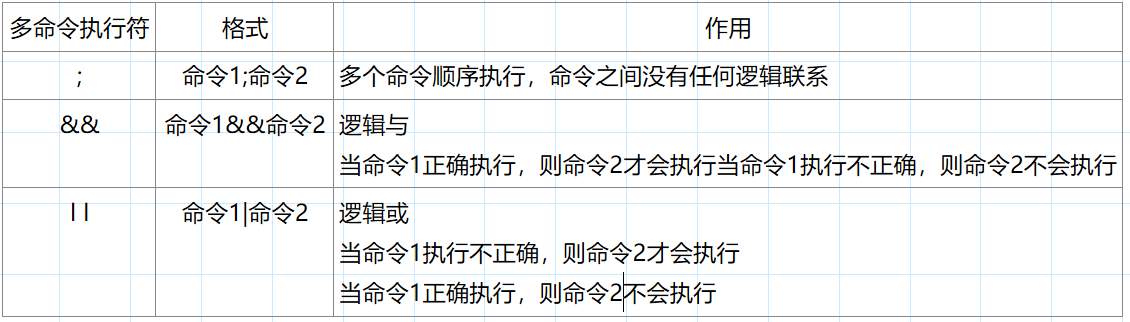 多命令执行符 格式 作用
; 命令1;命令2 多个命令顺序执行，命令之间没有任何逻辑联系
&& 命令1&&命令2 逻辑与
当命令1正确执行，则命令2才会执行当命令1执行不正确，则命令2不会执行
| | 命令1|命令2 逻辑或
当命令1执行不正确，则命令2才会执行
当命令1正确执行，则命令2不会执行